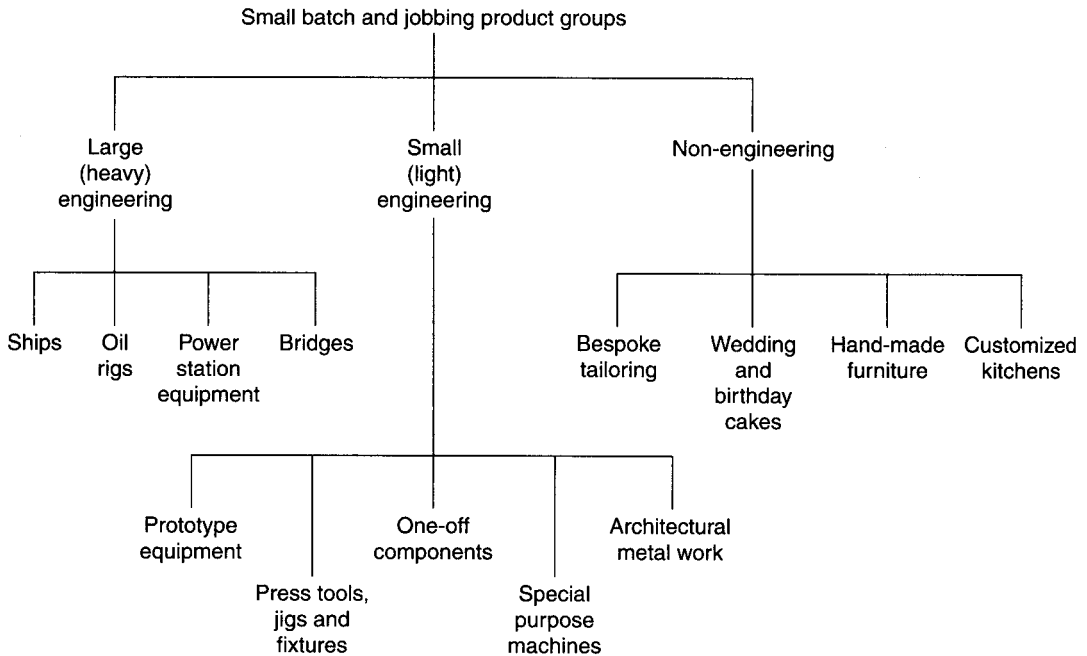 Small batch and jobbing product groups
Large
(heavy)
engineering
Small
(light)
engineering
Non-engineering
Ships
Oil
rigs
Power
station
equipment
Bridges
Bespoke
tailoring
Wedding
and
birthday
cakes
Hand-made
furniture
Customized
kitchens
Prototype
equipment
Press tools,
jigs and
fixtures
One-off
components
Special
purpose
machines
Architectural
metal work